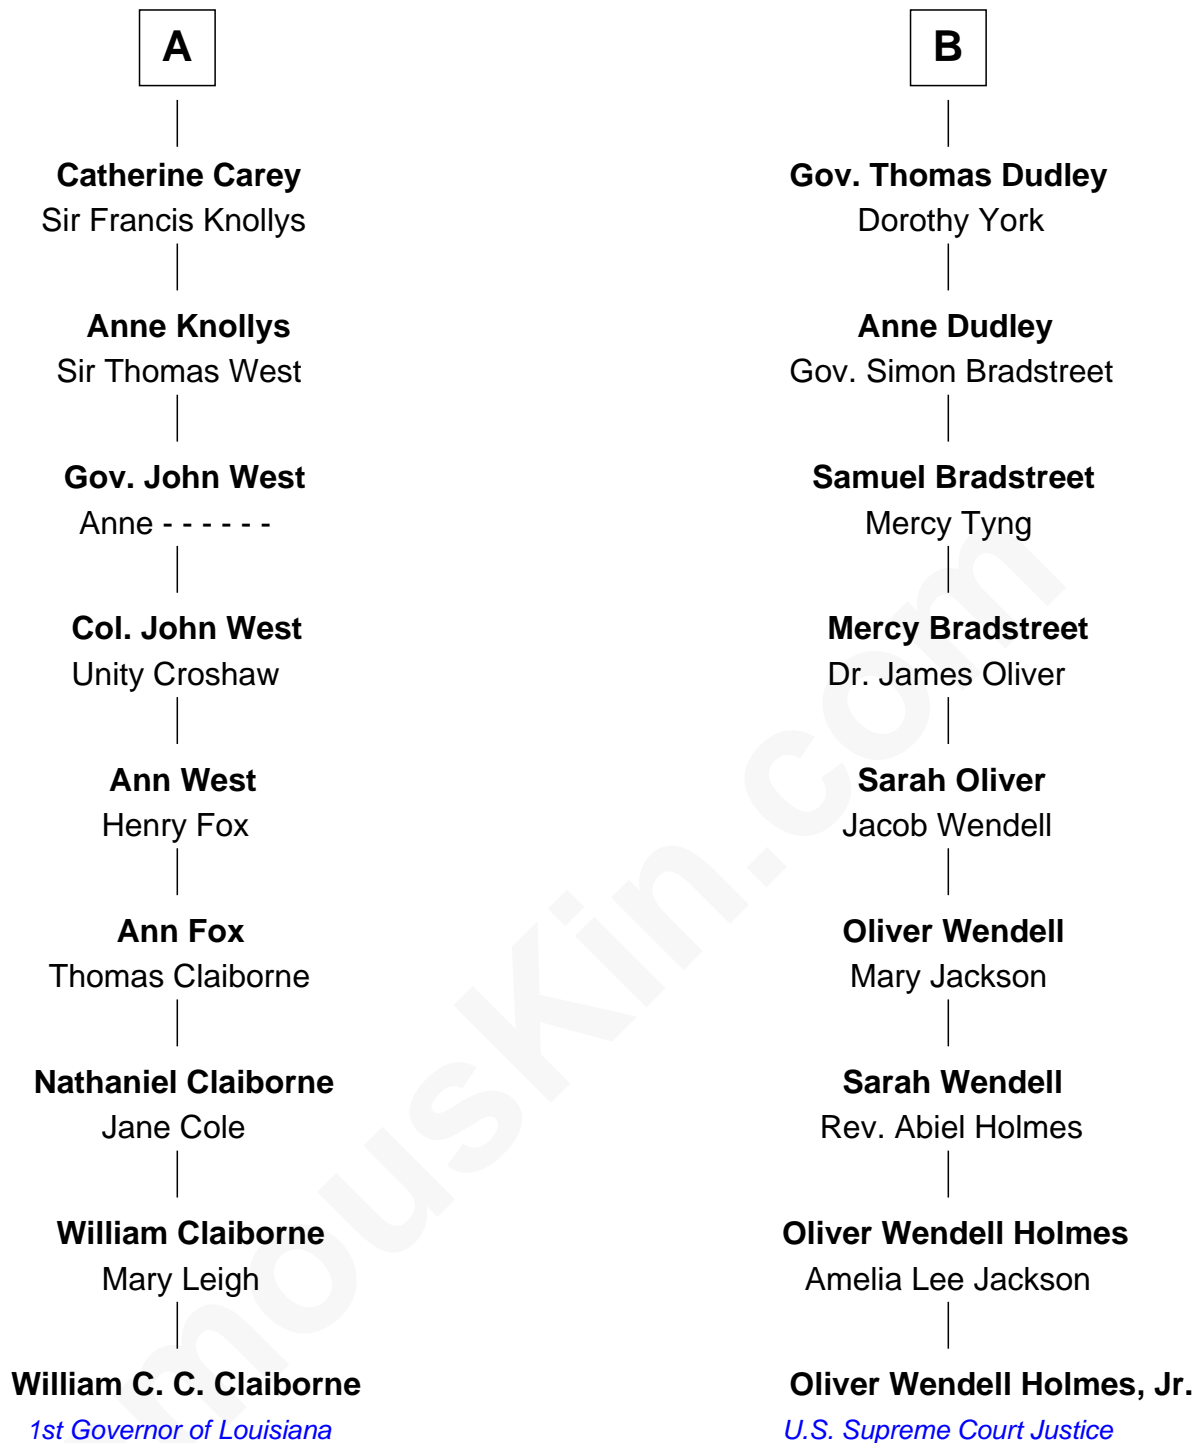 A
Catherine Carey
Sir Francis Knollys
Anne Knollys
Sir Thomas West
Gov. John West
Anne - - - - - -
Col. John West
Unity Croshaw
Ann West
Henry Fox
Ann Fox
Thomas Claiborne
Nathaniel Claiborne
Jane Cole
William Claiborne
Mary Leigh
William C. C. Claiborne
1st Governor of Louisiana
B
Gov. Thomas Dudley
Dorothy York
Anne Dudley
Gov. Simon Bradstreet
Samuel Bradstreet
Mercy Tyng
Mercy Bradstreet
Dr. James Oliver
Sarah Oliver
Jacob Wendell
Oliver Wendell
Mary Jackson
Sarah Wendell
Rev. Abiel Holmes
Oliver Wendell Holmes
Amelia Lee Jackson
Oliver Wendell Holmes, Jr.
U.S. Supreme Court Justice
mousKin.com